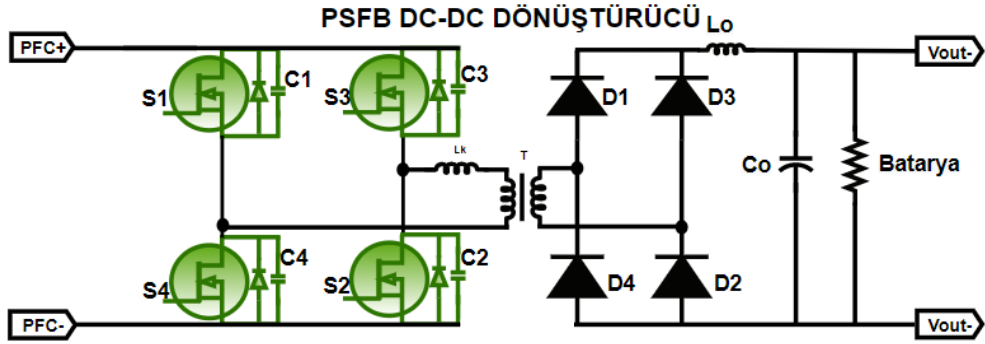 PSFB DC-DC DÖNÜŞTÜRÜCÜ
Lo
PFC+
Vout-
C1
C3
S1
S3
D1
D3
Lk
T
Co
Batarya
C4
C2
S4
S2
D4
D2
PFC-
Vout-